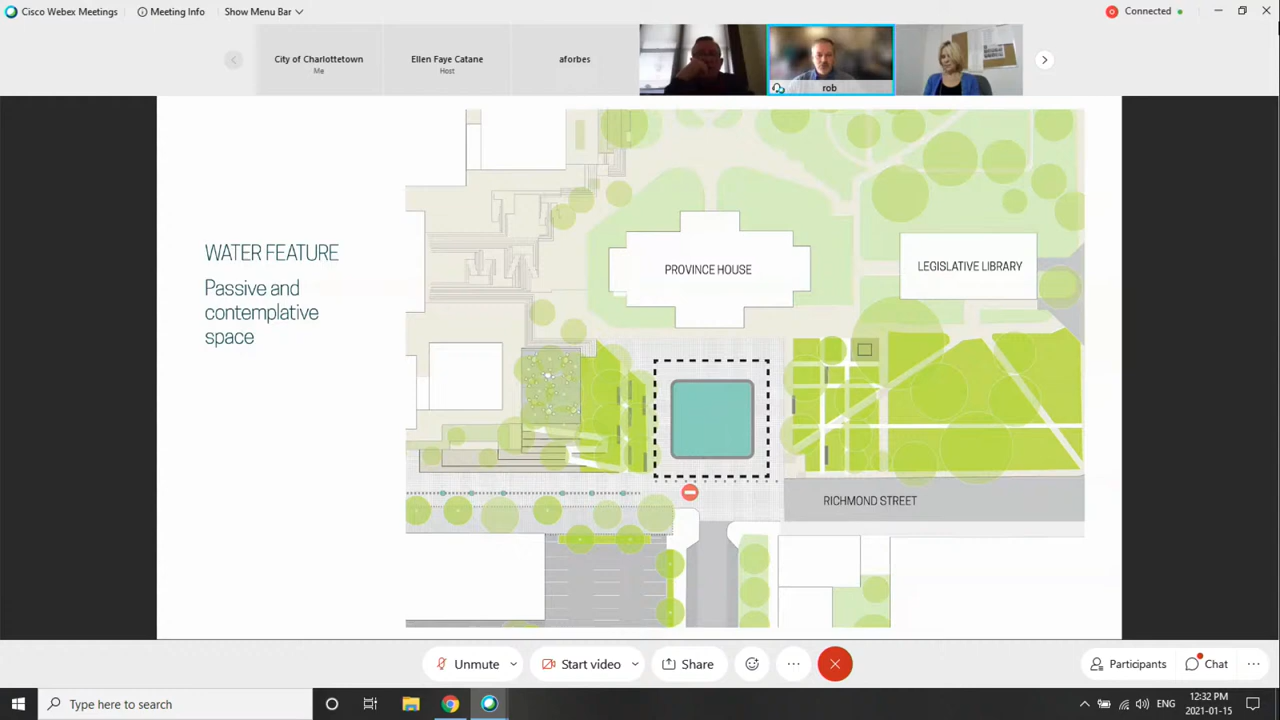 Cisco Webex Meetings
Meeting Info
Show Menu Bar
Connected
City of Charlottetown
Me
Ellen Faye Catane
Host
aforbes
rob
WATER FEATURE
Passive and
contemplative
space
PROVINCE HOUSE
LEGISLATIVE LIBRARY
RICHMOND STREET
Unmute
Start video
Share
Participants
Chat
Type here to search
ENG
12:32 PM
2021-01-15